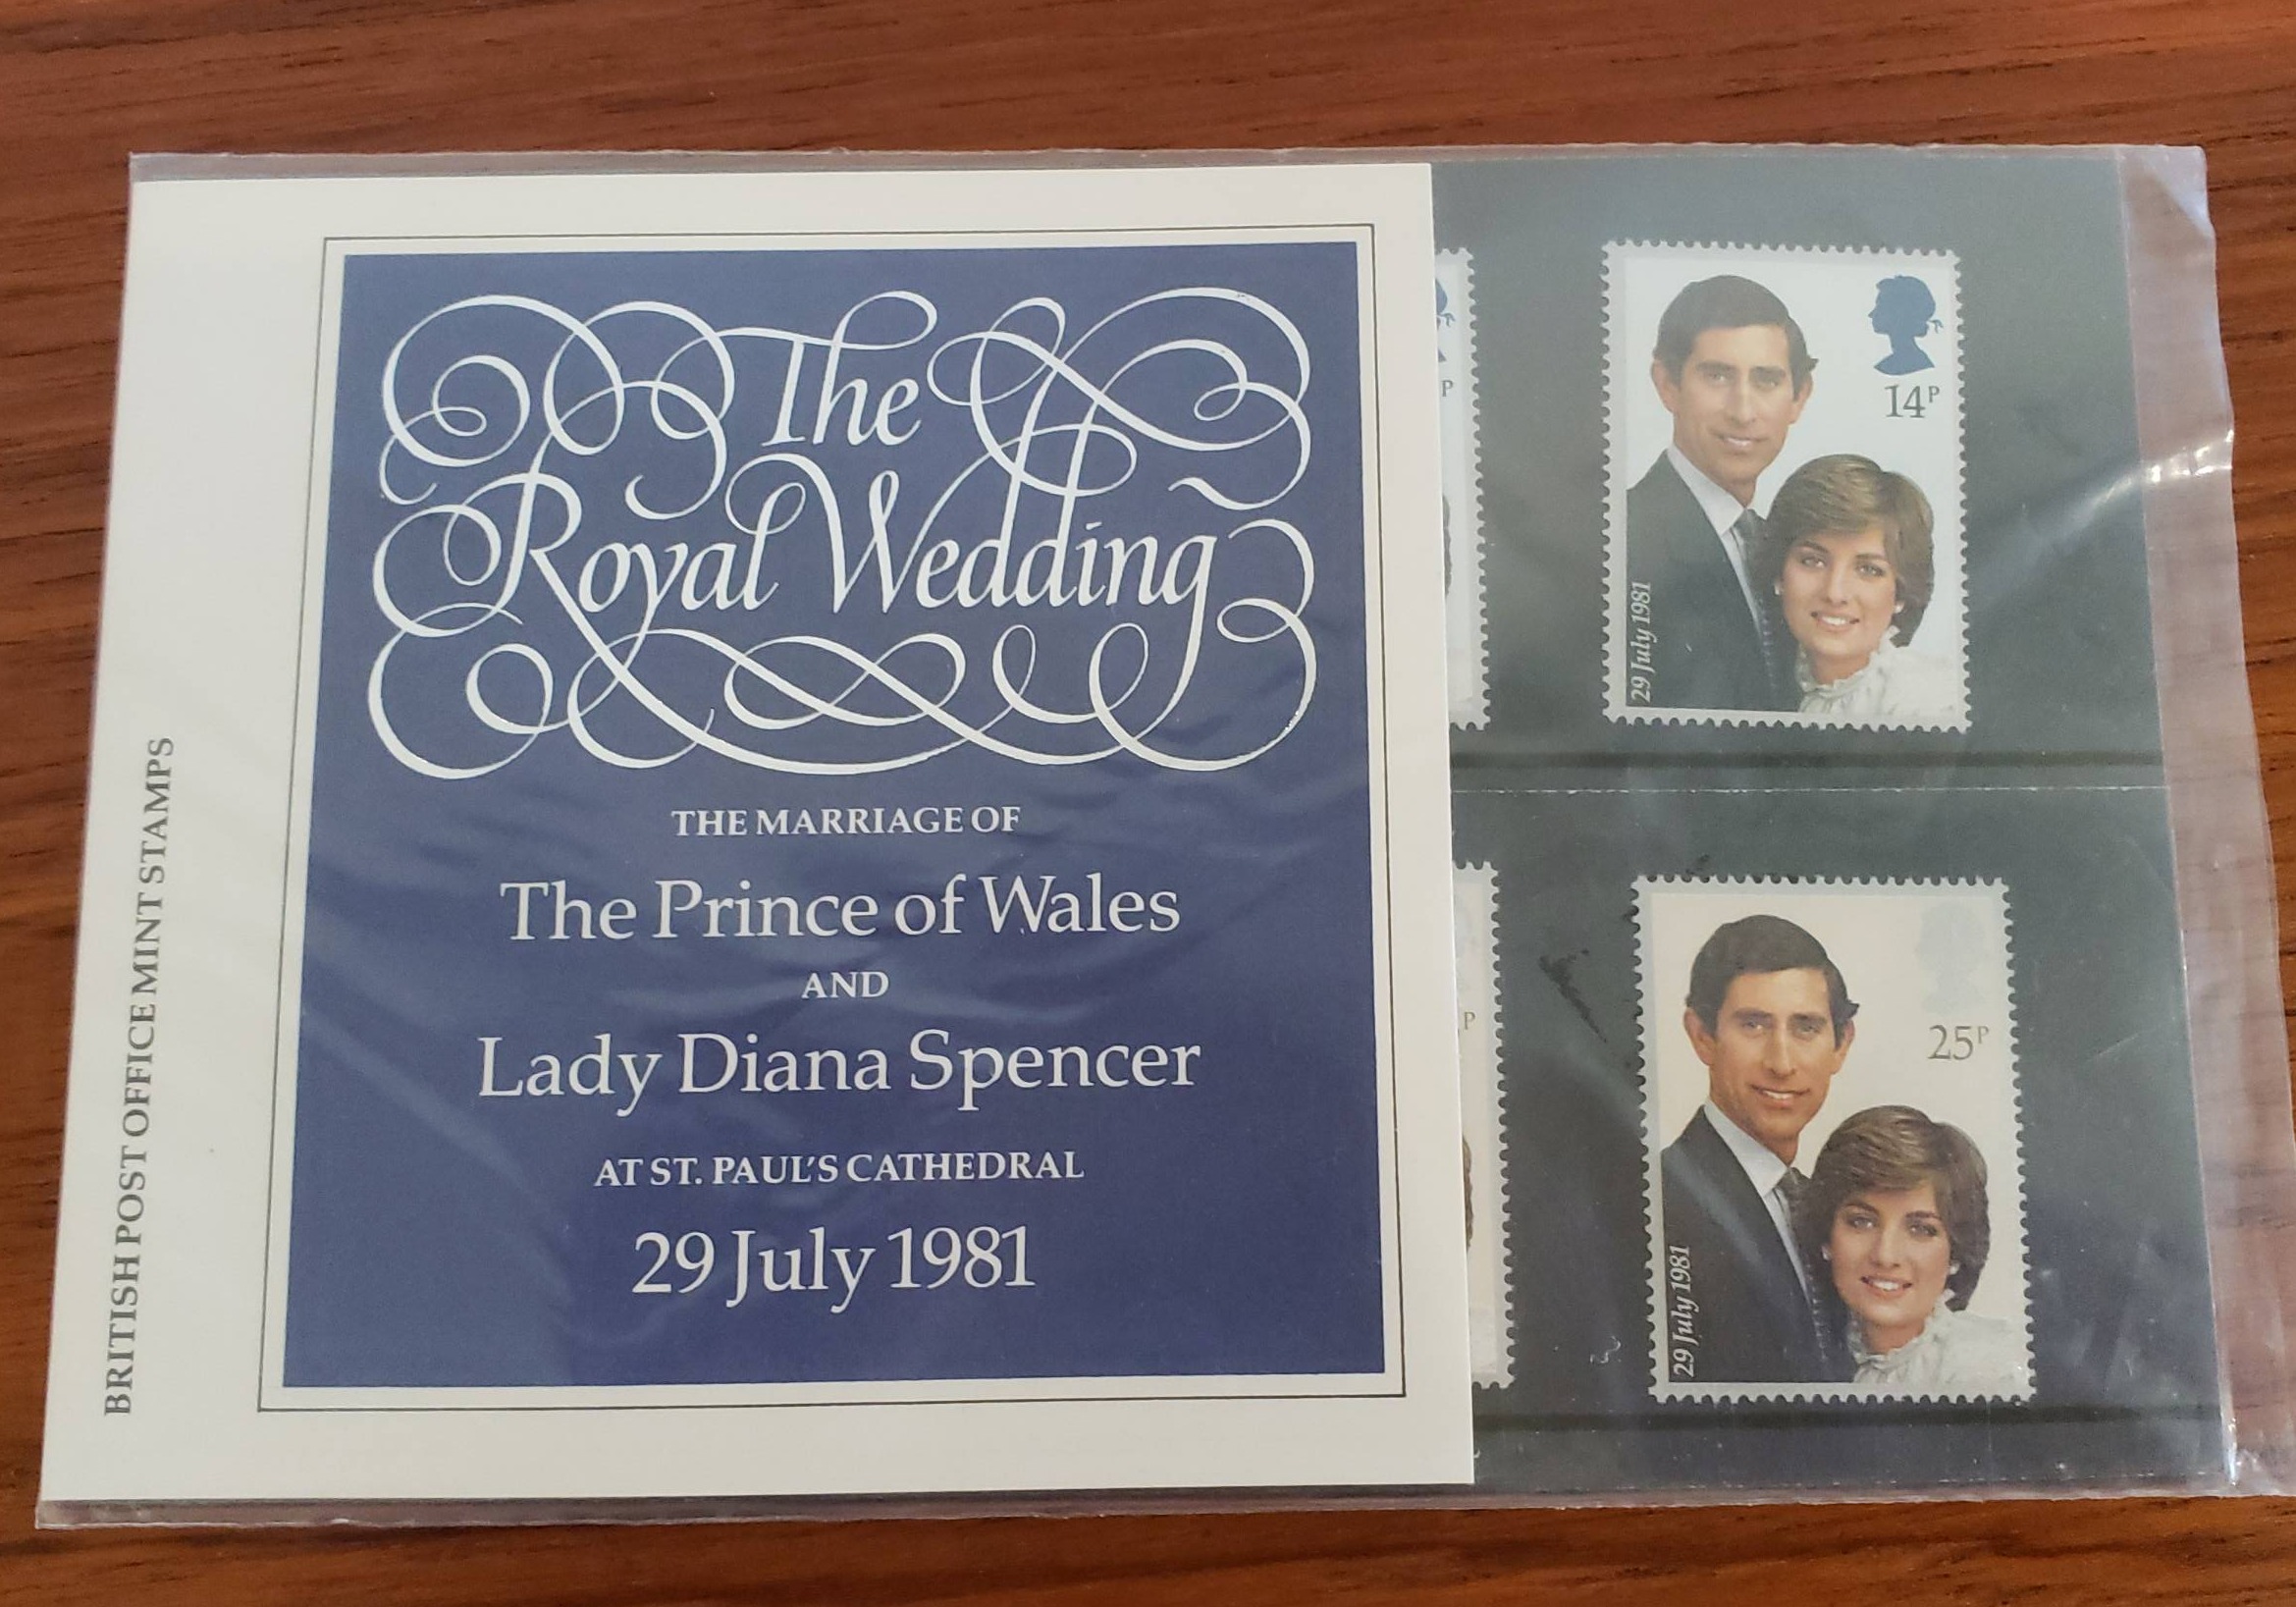 BRITISH POST OFFICE MINT STAMPS
The
Royal Wedding
THE MARRIAGE OF
The Prince of Wales
AND
Lady Diana Spencer
AT ST. PAUL'S CATHEDRAL
29 July 1981
P
14P
29 July 1981
P
25P
29 July 1981